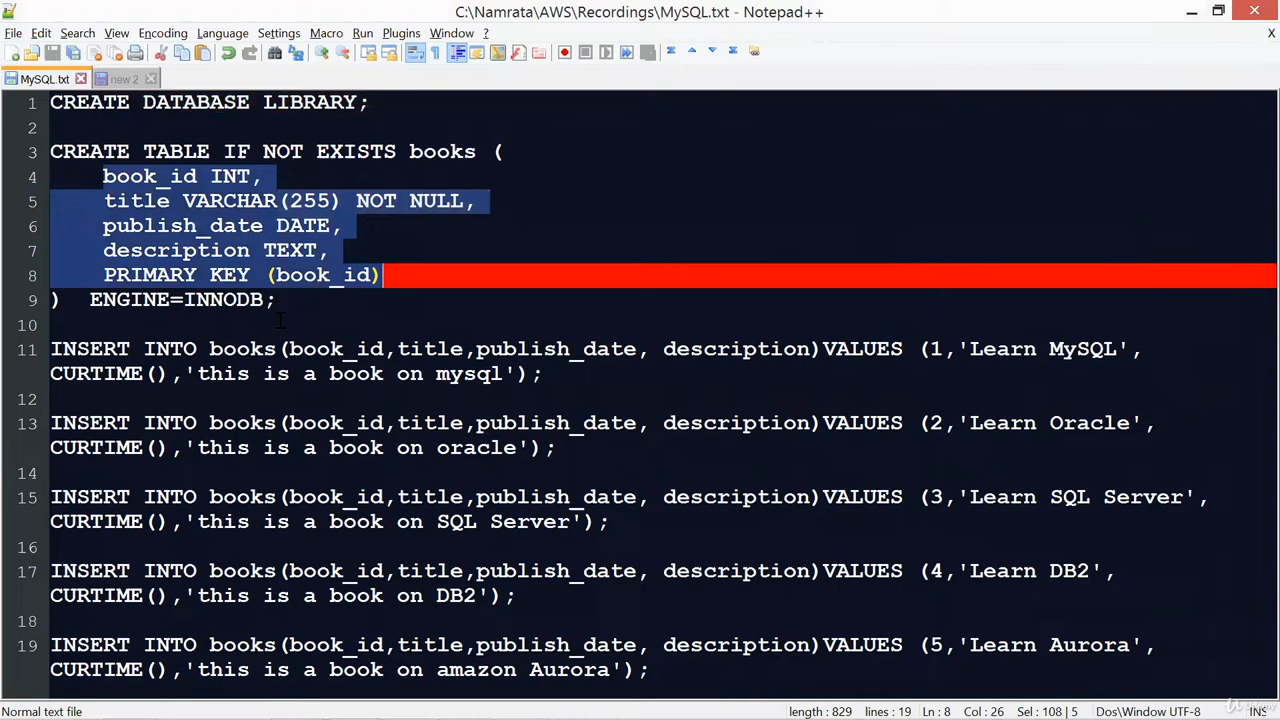 C:\Namrata\AWS\Recordings\MySQL.txt - Notepad++
File Edit Search View Encoding Language Settings Macro Run Plugins Window ? X
MySQL.txt new 2
1 CREATE DATABASE LIBRARY;
2
3 CREATE TABLE IF NOT EXISTS books (
4 book_id INT,
5 title VARCHAR(255) NOT NULL,
6 publish_date DATE,
7 description TEXT,
8 PRIMARY KEY (book_id)
9 ) ENGINE=INNODB;
10
11 INSERT INTO books(book_id,title,publish_date, description)VALUES (1,'Learn MySQL',
CURTIME(),'this is a book on mysql');
12
13 INSERT INTO books(book_id,title,publish_date, description)VALUES (2,'Learn Oracle',
CURTIME(),'this is a book on oracle');
14
15 INSERT INTO books(book_id,title,publish_date, description)VALUES (3,'Learn SQL Server',
CURTIME(),'this is a book on SQL Server');
16
17 INSERT INTO books(book_id,title,publish_date, description)VALUES (4,'Learn DB2',
CURTIME(),'this is a book on DB2');
18
19 INSERT INTO books(book_id,title,publish_date, description)VALUES (5,'Learn Aurora',
CURTIME(),'this is a book on amazon Aurora');
Normal text file length : 829 lines : 19 Ln : 8 Col : 26 Sel : 108 | 5 Dos\Window UTF-8 INS